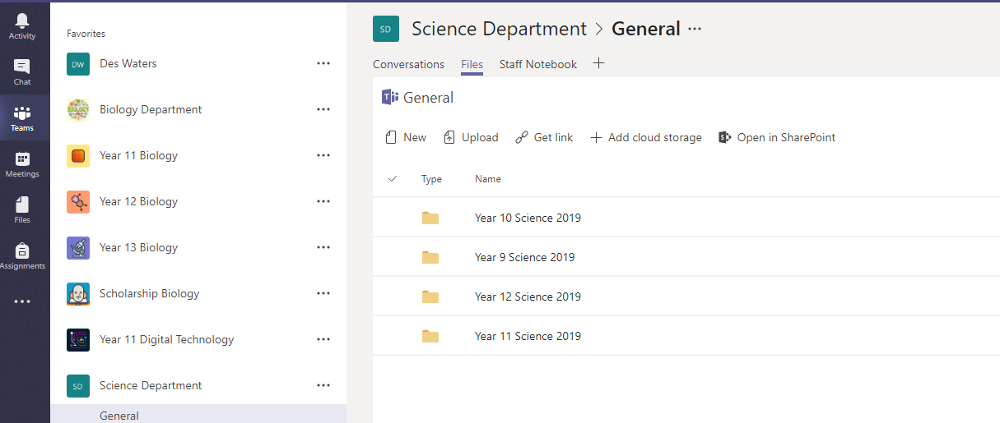 Activity
Chat
Teams
Meetings
Files
Assignments
Favorites
DW Des Waters
BIOLOGY Biology Department
Year 11 Biology
Year 12 Biology
Year 13 Biology
Scholarship Biology
Year 11 Digital Technology
SD Science Department
General
SD Science Department > General
Conversations Files Staff Notebook
General
New Upload Get link Add cloud storage Open in SharePoint
Type Name
Year 10 Science 2019
Year 9 Science 2019
Year 12 Science 2019
Year 11 Science 2019